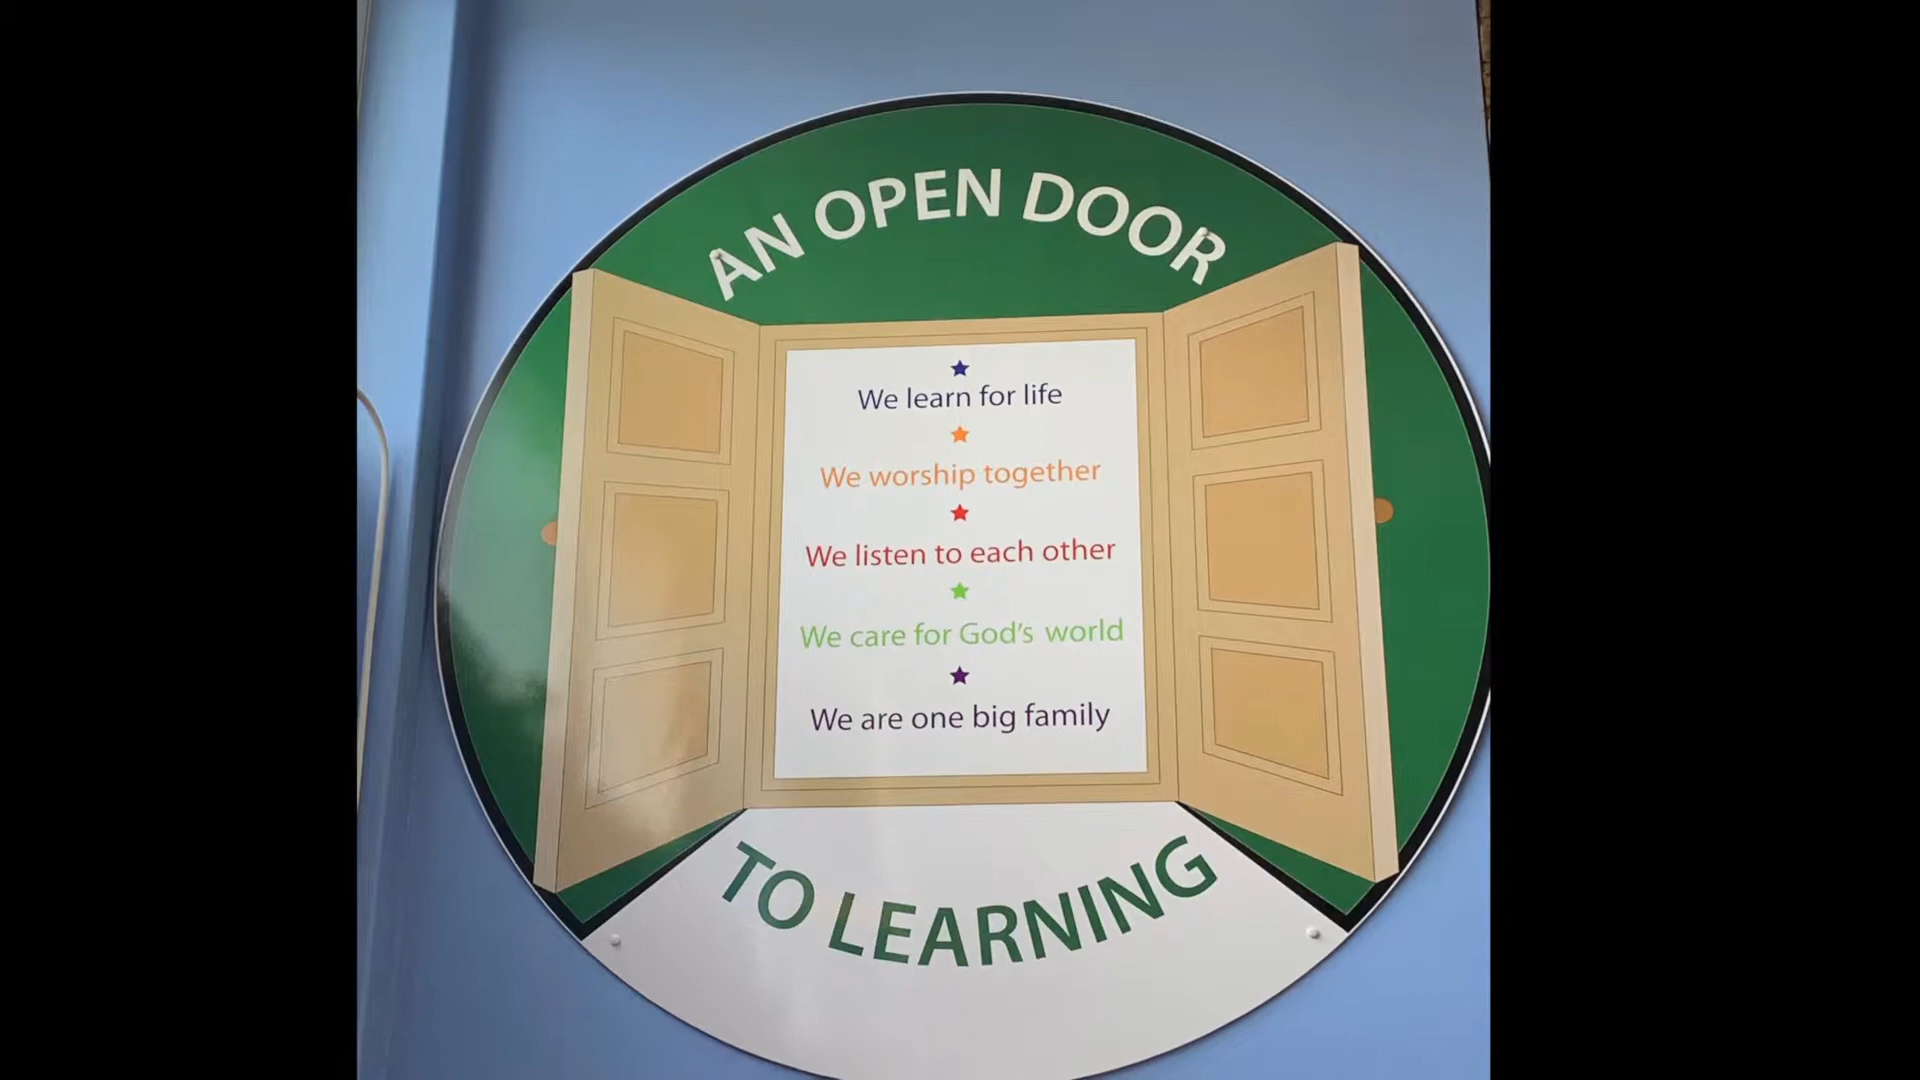 AN OPEN DOOR
We learn for life
We worship together
We listen to each other
We care for God's world
We are one big family
TO LEARNING